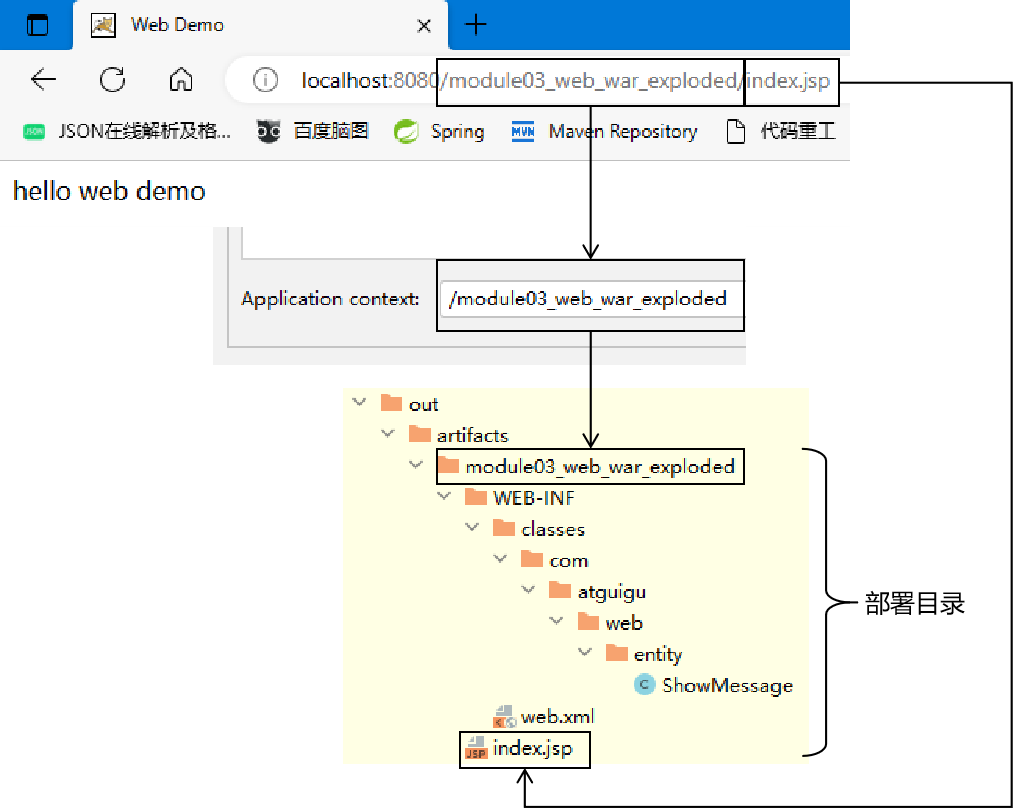 Web Demo
localhost:8080/module03_web_war_exploded/index.jsp
JSON JSON在线解析及格... 百度脑图 Spring MVN Maven Repository 代码重工
hello web demo
Application context: /module03_web_war_exploded
out
artifacts
module03_web_war_exploded
WEB-INF
classes
com
atguigu
web
entity
C ShowMessage
web.xml
JSP index.jsp
部署目录